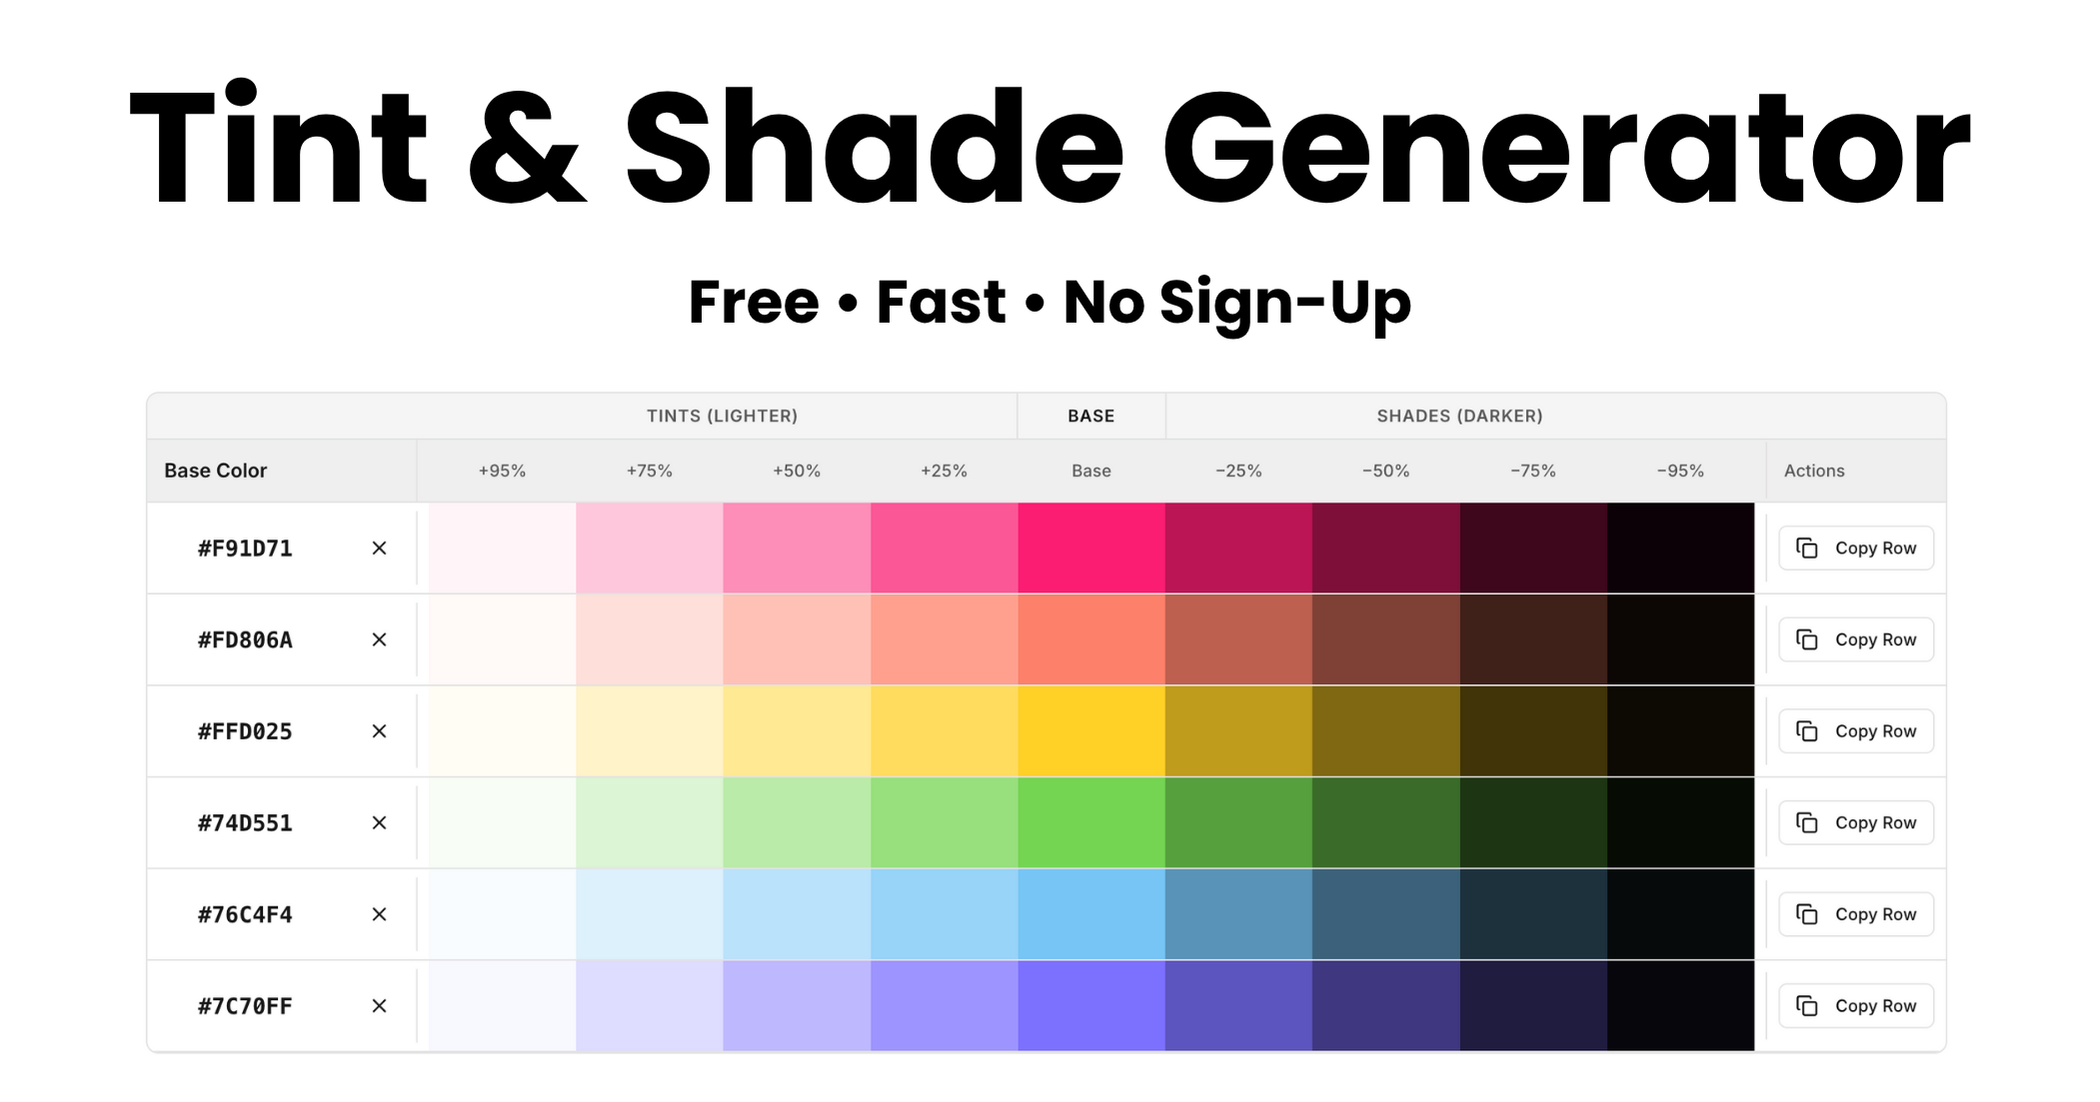 Tint & Shade Generator
Free • Fast • No Sign-Up
TINTS (LIGHTER) BASE SHADES (DARKER)
Base Color +95% +75% +50% +25% Base −25% −50% −75% −95% Actions
#F91D71 Copy Row
#FD806A Copy Row
#FFD025 Copy Row
#74D551 Copy Row
#76C4F4 Copy Row
#7C70FF Copy Row